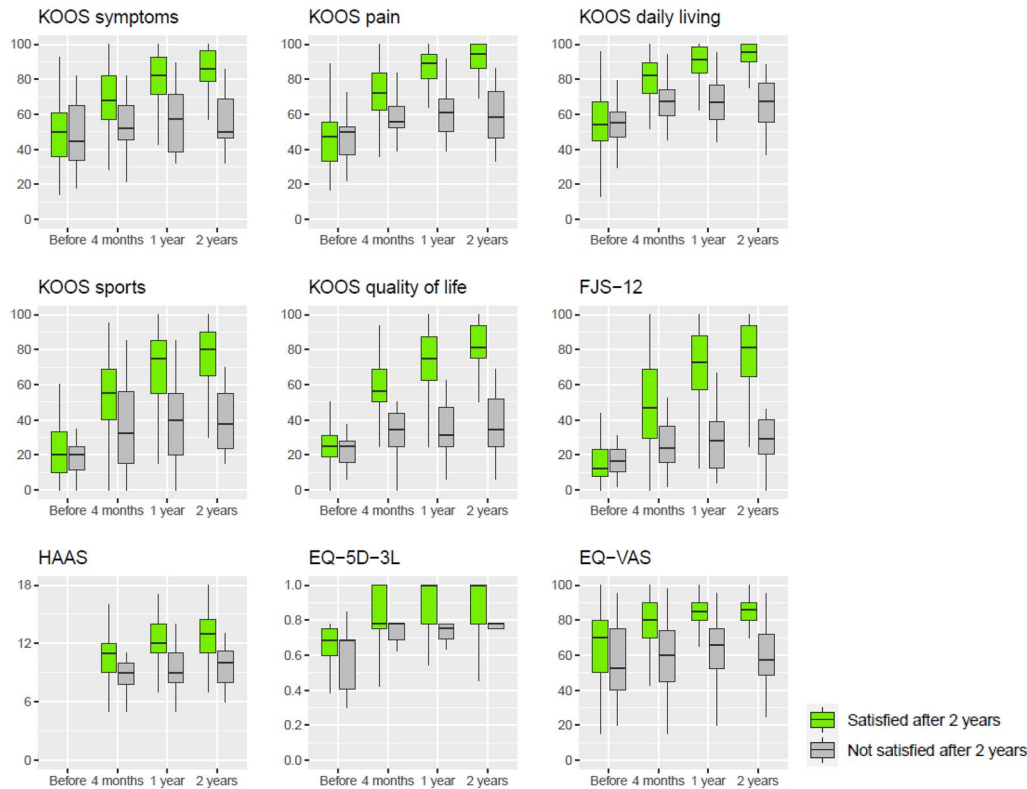 KOOS symptoms KOOS pain KOOS daily living
100 100 100
80 80 80
60 60 60
40 40 40
20 20 20
0 0 0
Before 4 months 1 year 2 years Before 4 months 1 year 2 years Before 4 months 1 year 2 years
KOOS sports KOOS quality of life FJS−12
100 100 100
80 80 80
60 60 60
40 40 40
20 20 20
0 0 0
Before 4 months 1 year 2 years Before 4 months 1 year 2 years Before 4 months 1 year 2 years
HAAS EQ−5D−3L EQ−VAS
18 1.0 100
0.8 80
12 0.6 60
6 0.4 40
0.2 20
0 0.0 0
Before 4 months 1 year 2 years Before 4 months 1 year 2 years Before 4 months 1 year 2 years
Satisfied after 2 years
Not satisfied after 2 years